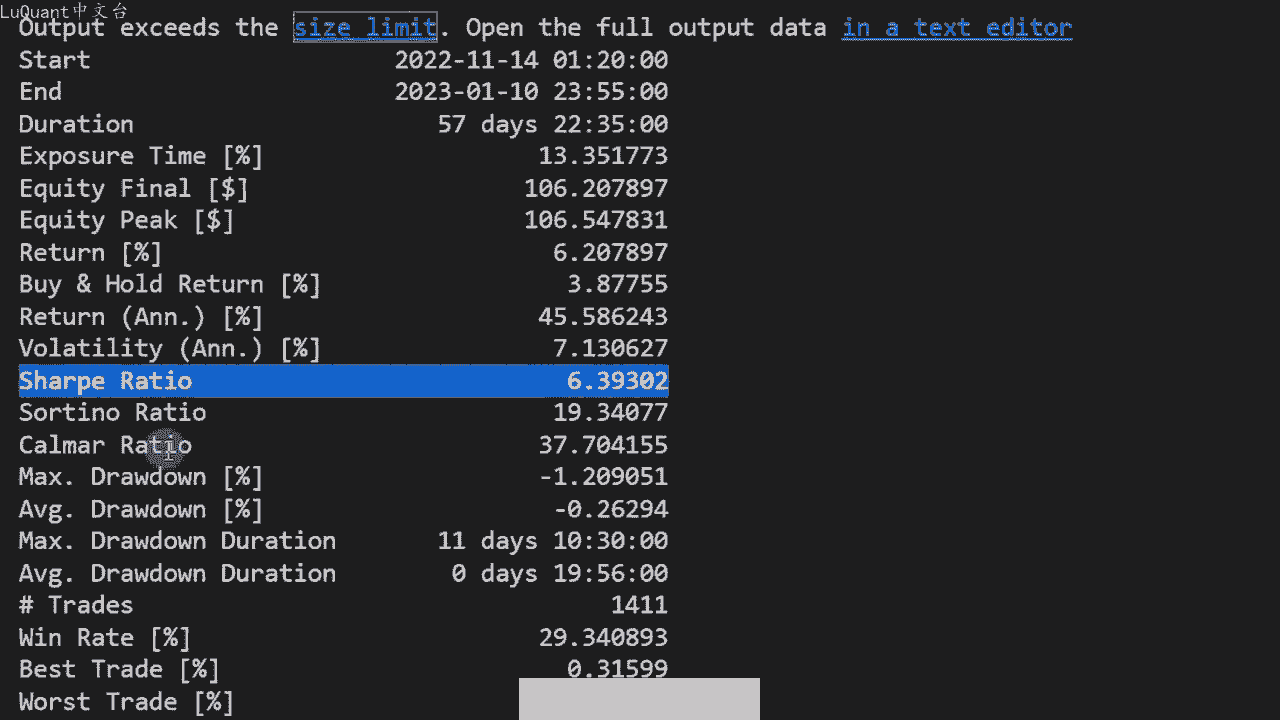 LuQuant中文台
Output exceeds the size limit. Open the full output data in a text editor
Start 2022-11-14 01:20:00
End 2023-01-10 23:55:00
Duration 57 days 22:35:00
Exposure Time [%] 13.351773
Equity Final [$] 106.207897
Equity Peak [$] 106.547831
Return [%] 6.207897
Buy & Hold Return [%] 3.87755
Return (Ann.) [%] 45.586243
Volatility (Ann.) [%] 7.130627
Sharpe Ratio 6.39302
Sortino Ratio 19.34077
Calmar Ratio 37.704155
Max. Drawdown [%] -1.209051
Avg. Drawdown [%] -0.26294
Max. Drawdown Duration 11 days 10:30:00
Avg. Drawdown Duration 0 days 19:56:00
# Trades 1411
Win Rate [%] 29.340893
Best Trade [%] 0.31599
Worst Trade [%]